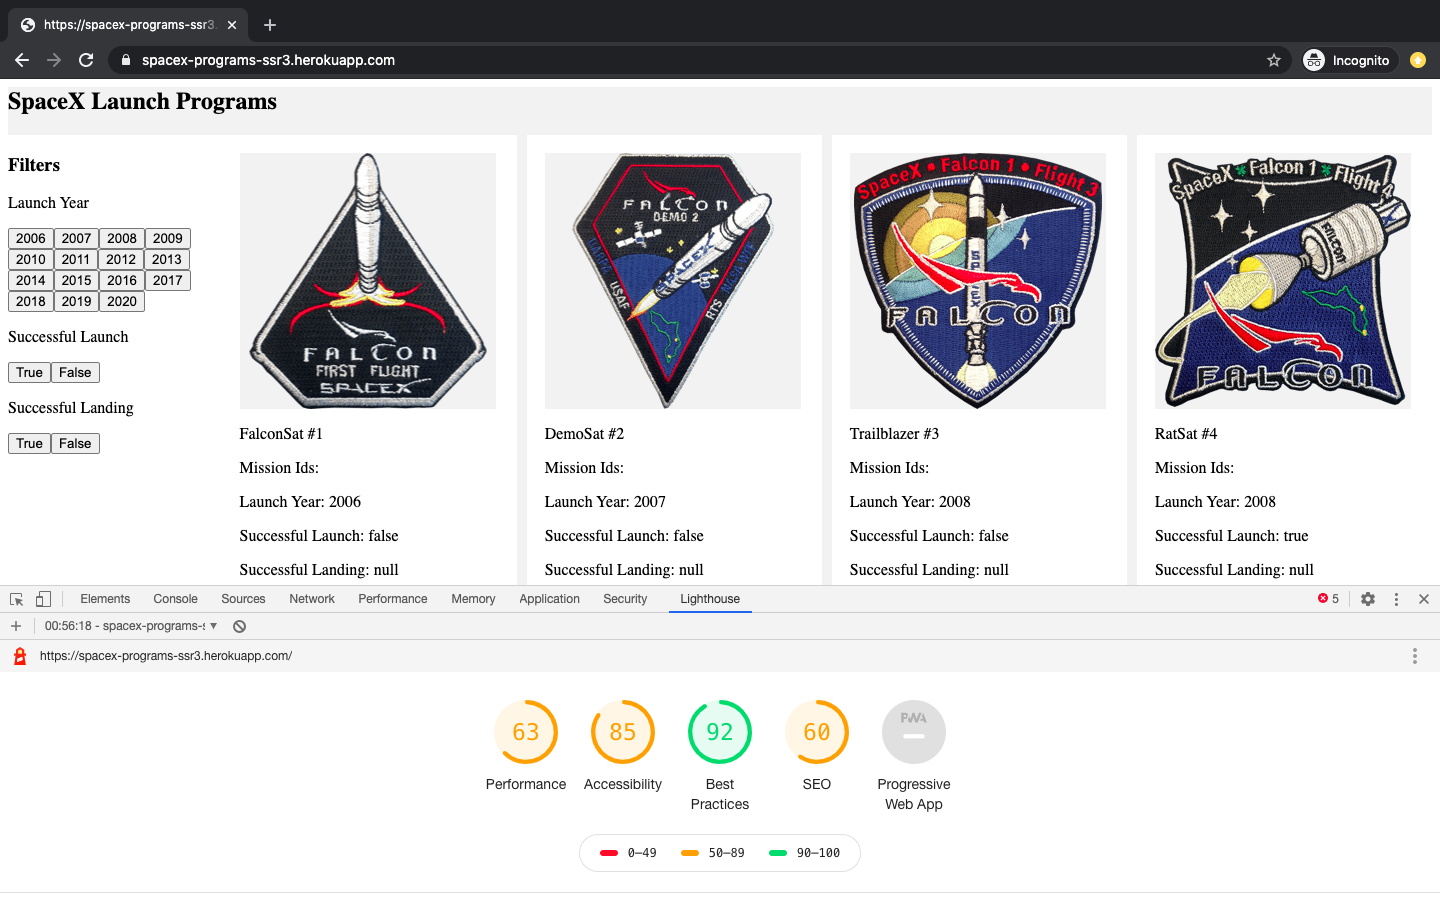 https://spacex-programs-ssr3.
spacex-programs-ssr3.herokuapp.com
Incognito
SpaceX Launch Programs
Filters
Launch Year
2006 2007 2008 2009
2010 2011 2012 2013
2014 2015 2016 2017
2018 2019 2020
Successful Launch
True False
Successful Landing
True False
FALCON
FIRST FLIGHT
SPACEX
FalconSat #1
Mission Ids:
Launch Year: 2006
Successful Launch: false
Successful Landing: null
FALCON
DEMO 2
SPACEX
USAF
RTS
DemoSat #2
Mission Ids:
Launch Year: 2007
Successful Launch: false
Successful Landing: null
SpaceX • Falcon 1 • Flight 3
FALCON
Trailblazer #3
Mission Ids:
Launch Year: 2008
Successful Launch: false
Successful Landing: null
SpaceX Falcon 1 Flight 4
FALCON
FALCON
RatSat #4
Mission Ids:
Launch Year: 2008
Successful Launch: true
Successful Landing: null
Elements Console Sources Network Performance Memory Application Security Lighthouse 5
00:56:18 - spacex-programs-s
https://spacex-programs-ssr3.herokuapp.com/
63 85 92 60 PWA
Performance Accessibility Best Practices SEO Progressive Web App
0–49 50–89 90–100